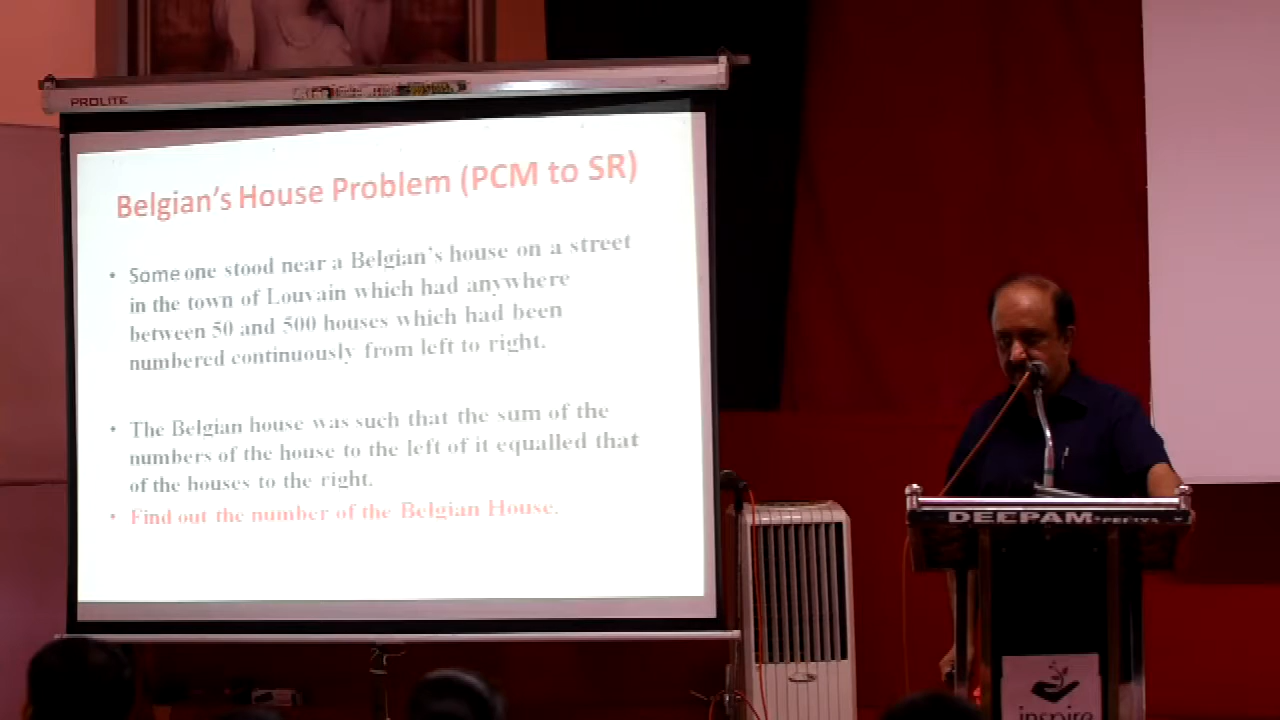 PROLITE
Belgian's House Problem (PCM to SR)
• Someone stood near a Belgian's house on a street
in the town of Louvain which had anywhere
between 50 and 500 houses which had been
numbered continuously from left to right.
• The Belgian house was such that the sum of the
numbers of the house to the left of it equalled that
of the houses to the right.
• Find out the number of the Belgian House.
DEEPAM
inspire